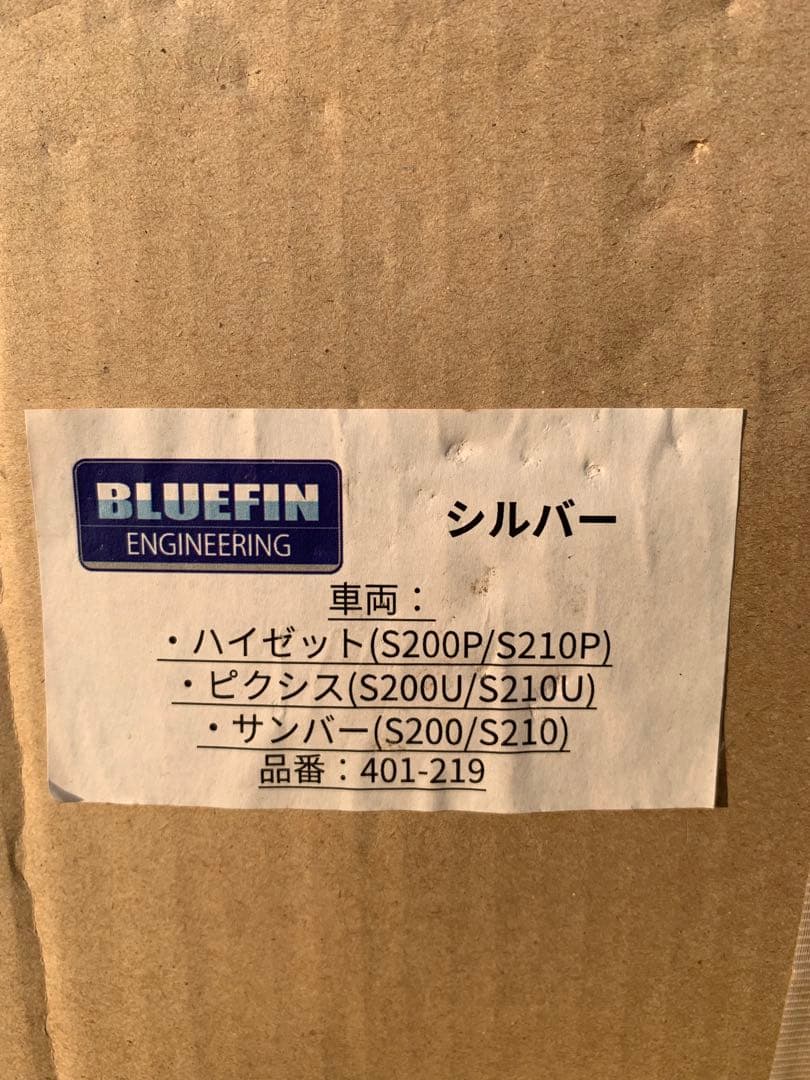 BLUEFIN
ENGINEERING
シルバー
車両：
・ハイゼット(S200P/S210P)
・ピクシス(S200U/S210U)
・サンバー(S200/S210)
品番：401-219